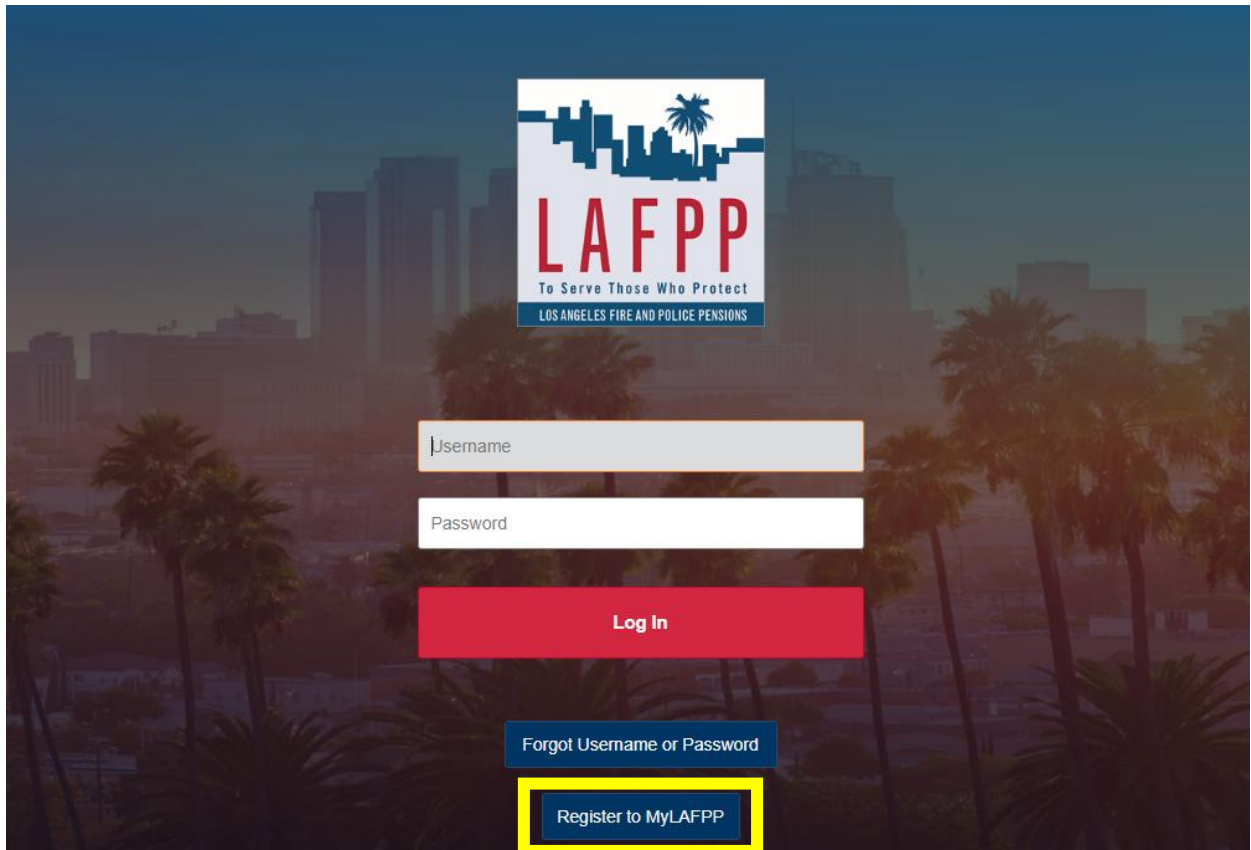 LAFPP
To Serve Those Who Protect
LOS ANGELES FIRE AND POLICE PENSIONS
Username
Password
Log In
Forgot Username or Password
Register to MyLAFPP